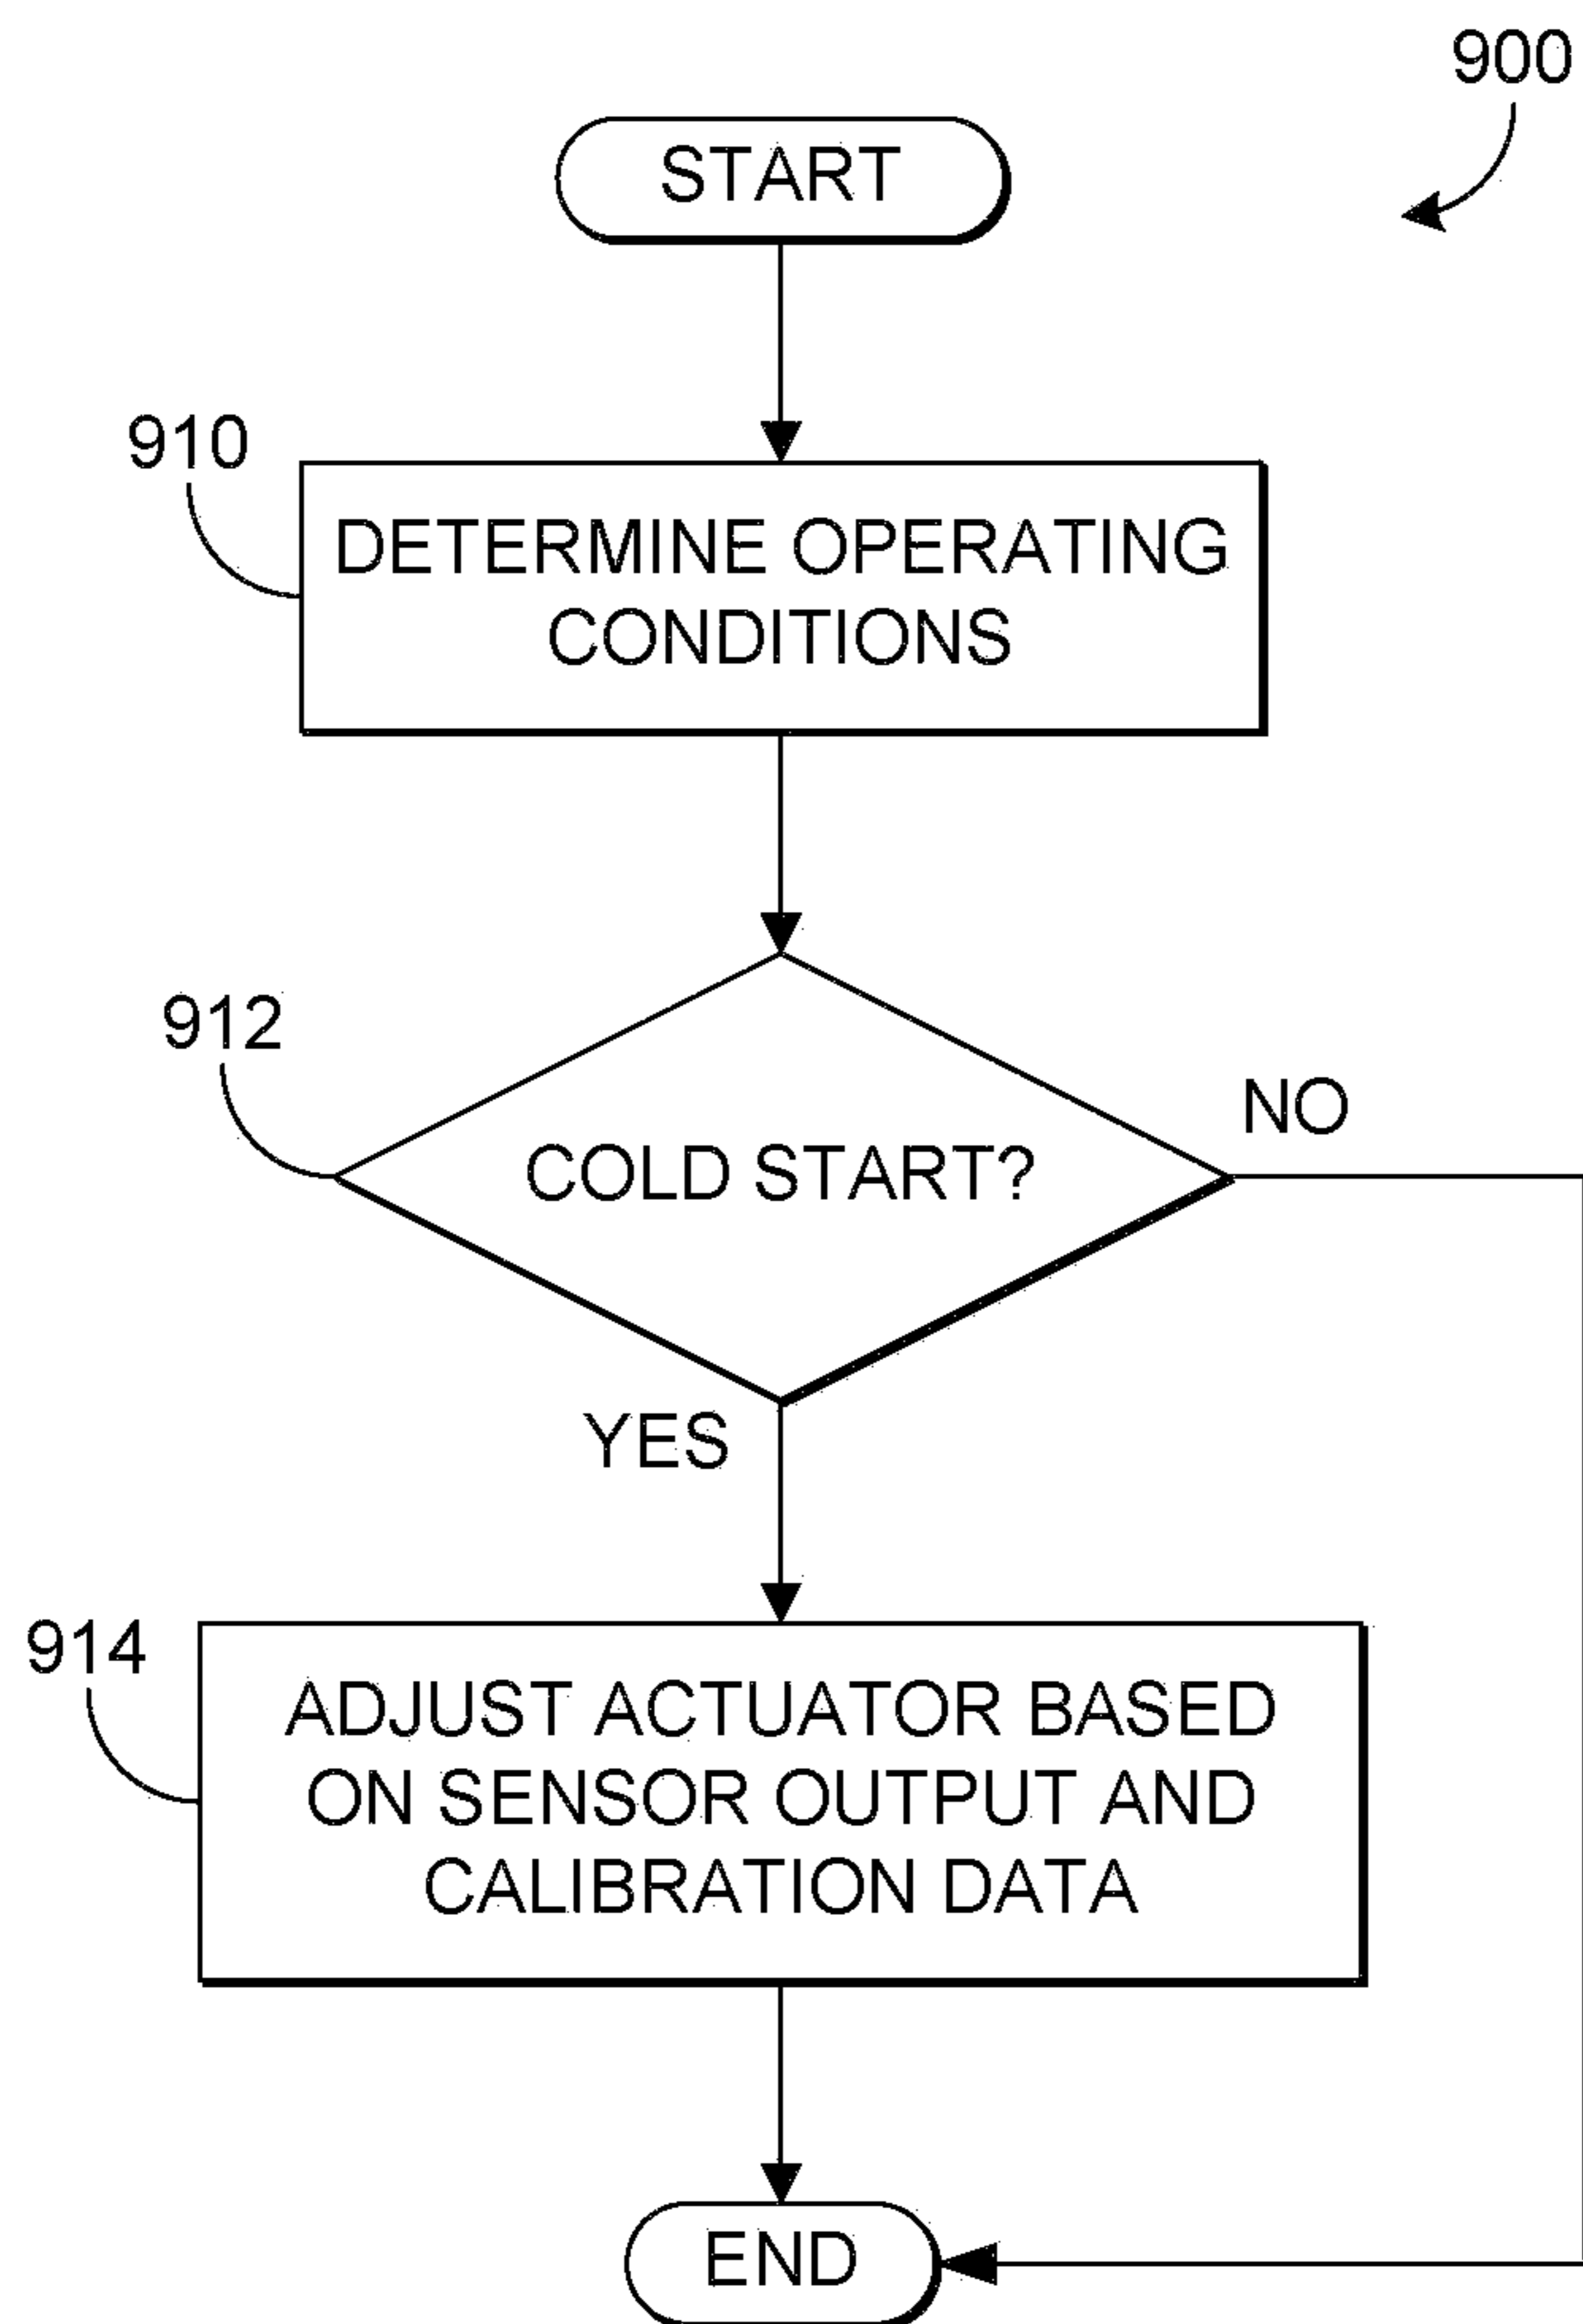 900
START
910
DETERMINE OPERATING
CONDITIONS
912
COLD START?
NO
YES
914
ADJUST ACTUATOR BASED
ON SENSOR OUTPUT AND
CALIBRATION DATA
END